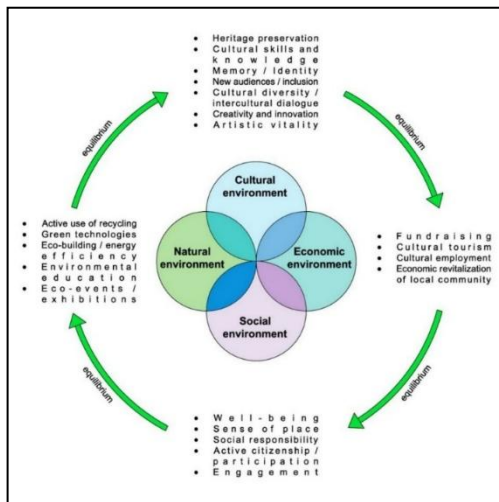 • Heritage preservation
• Cultural skills and
knowledge
• Memory / Identity
• New audiences / inclusion
• Cultural diversity /
intercultural dialogue
• Creativity and innovation
• Artistic vitality
equilibrium
equilibrium
Cultural
environment
• Active use of recycling
• Green technologies
• Eco-building / energy
efficiency
• Environmental
education
• Eco-events /
exhibitions
Natural
environment
Economic
environment
• Fundraising
• Cultural tourism
• Cultural employment
• Economic revitalization
of local community
Social
environment
equilibrium
equilibrium
• Well-being
• Sense of place
• Social responsibility
• Active citizenship /
participation
• Engagement